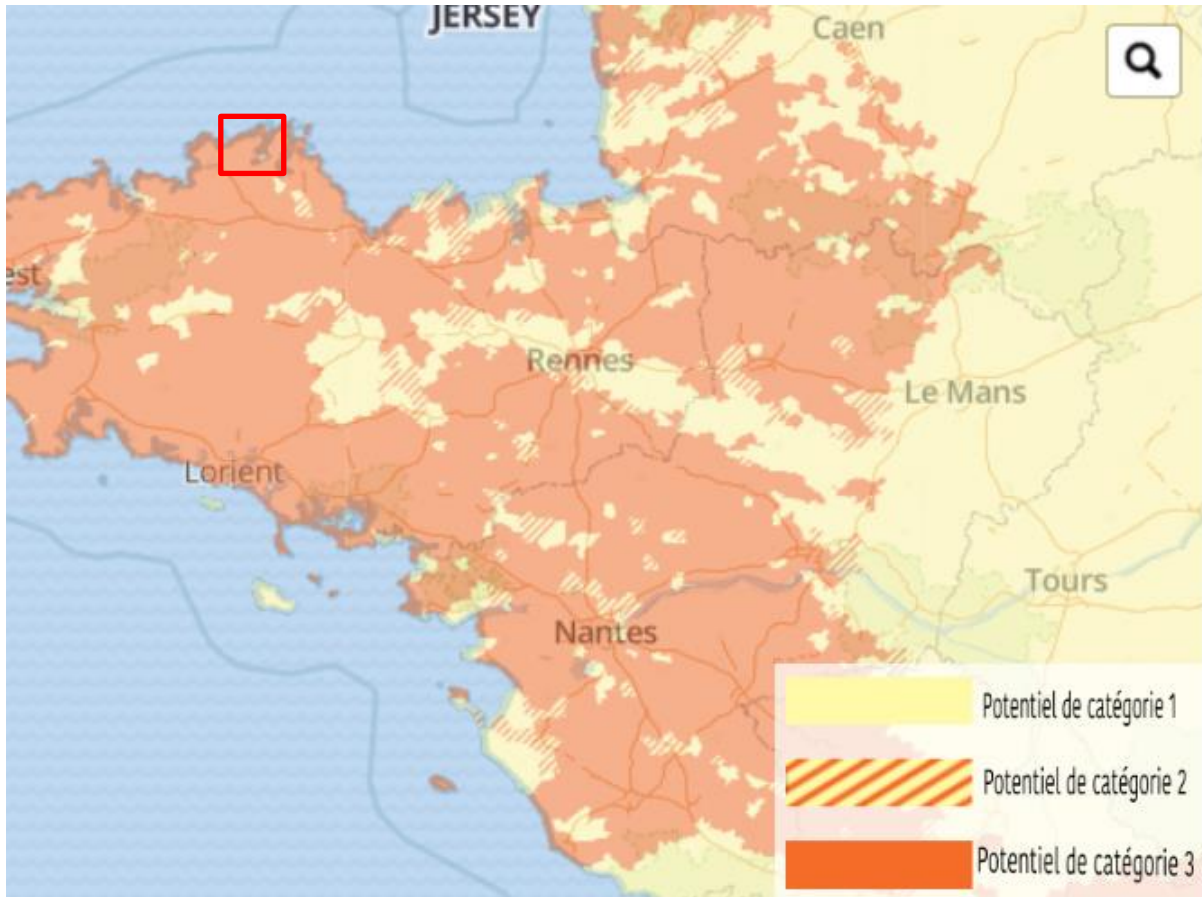 JERSEY
Caen
est
Rennes
Le Mans
Lorient
Tours
Nantes
Potentiel de catégorie 1
Potentiel de catégorie 2
Potentiel de catégorie 3